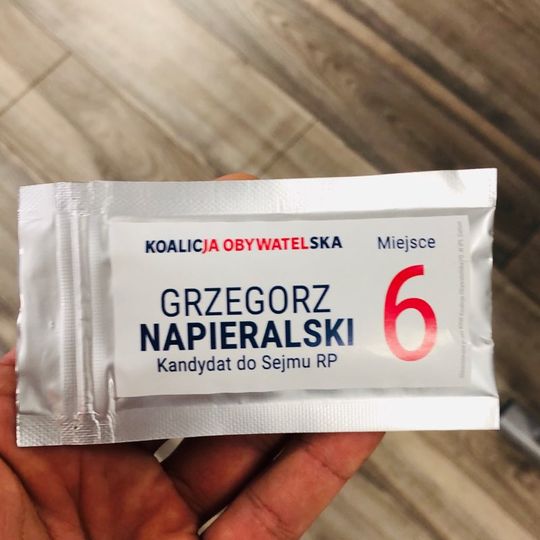 KOALICJA OBYWATELSKA
Miejsce
6
GRZEGORZ
NAPIERALSKI
Kandydat do Sejmu RP